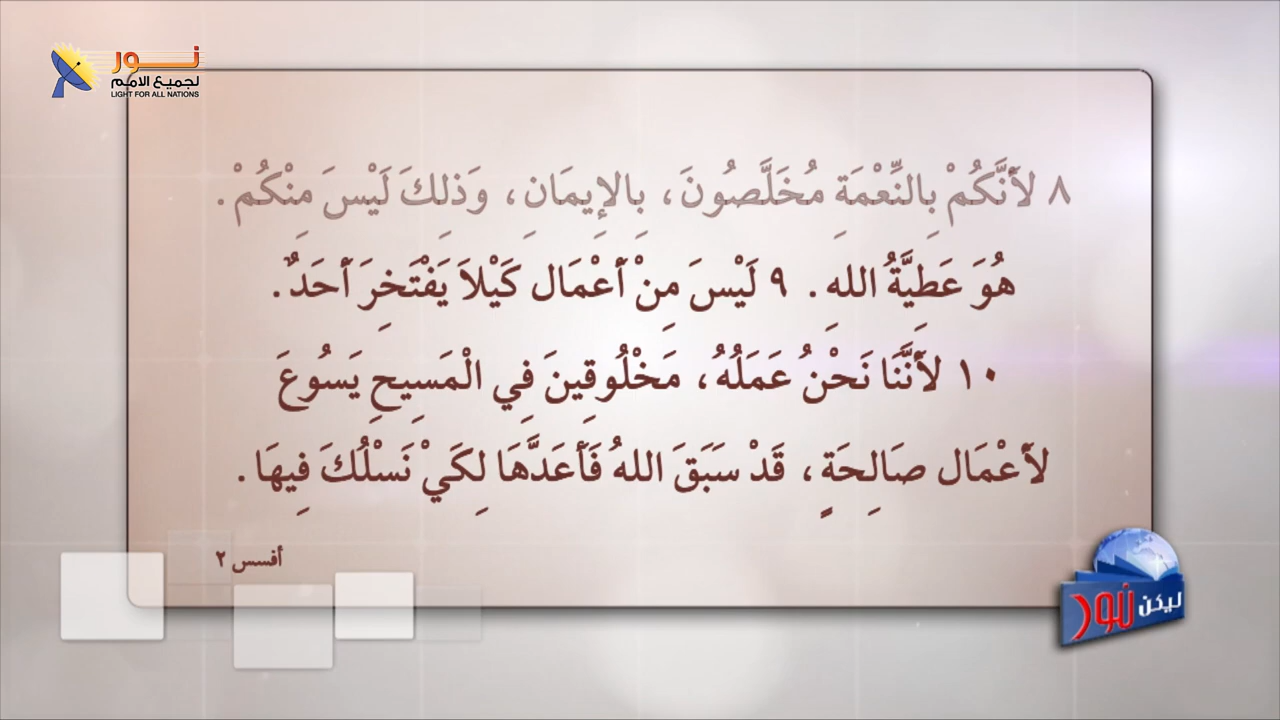 نور
لجميع الامم
LIGHT FOR ALL NATIONS
٨ لأَنَّكُمْ بِالنِّعْمَةِ مُخَلَّصُونَ، بِالإِيمَانِ، وَذلِكَ لَيْسَ مِنْكُمْ.
هُوَ عَطِيَّةُ اللهِ. ٩ لَيْسَ مِنْ أَعْمَال كَيْلاَ يَفْتَخِرَ أَحَدٌ.
١٠ لأَنَّنَا نَحْنُ عَمَلُهُ، مَخْلُوقِينَ فِي الْمَسِيحِ يَسُوعَ
لأَعْمَال صَالِحَةٍ، قَدْ سَبَقَ اللهُ فَأَعَدَّهَا لِكَيْ نَسْلُكَ فِيهَا.
أفسس ٢
ليكن نور